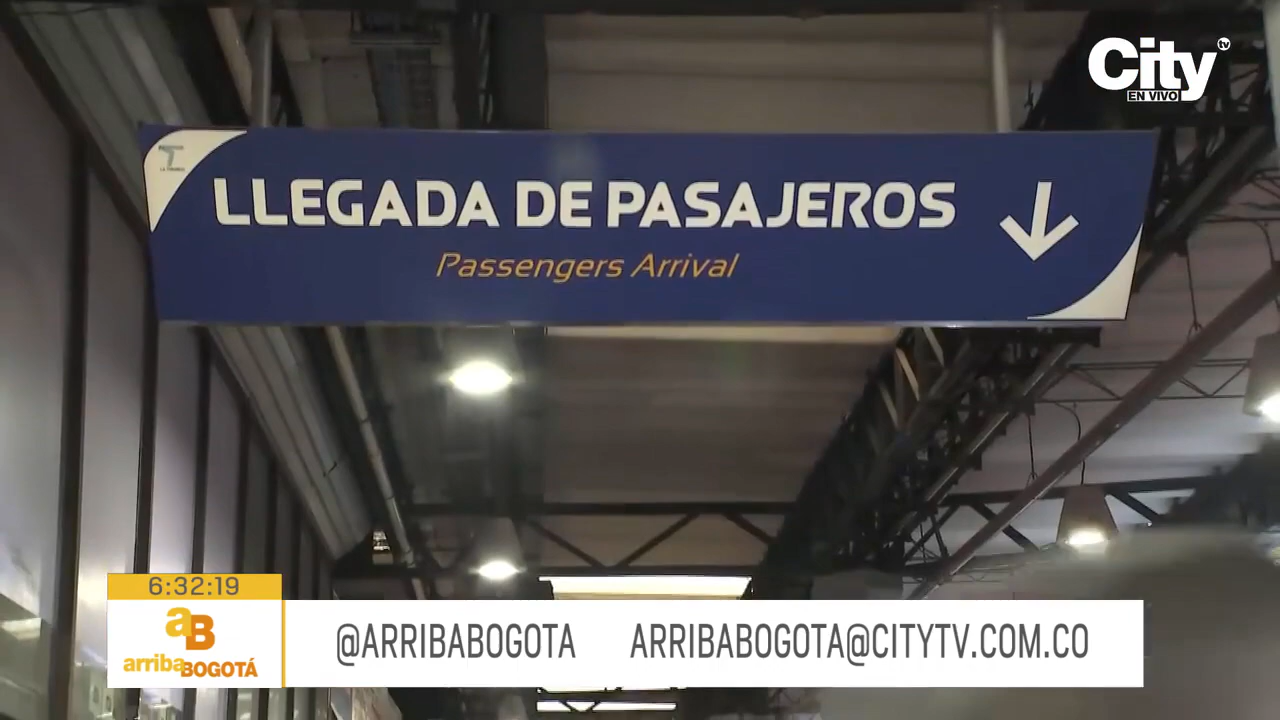 City tv
EN VIVO
LLEGADA DE PASAJEROS
Passengers Arrival
6:32:19
aB
arriba BOGOTÁ
@ARRIBABOGOTA ARRIBABOGOTA@CITYTV.COM.CO